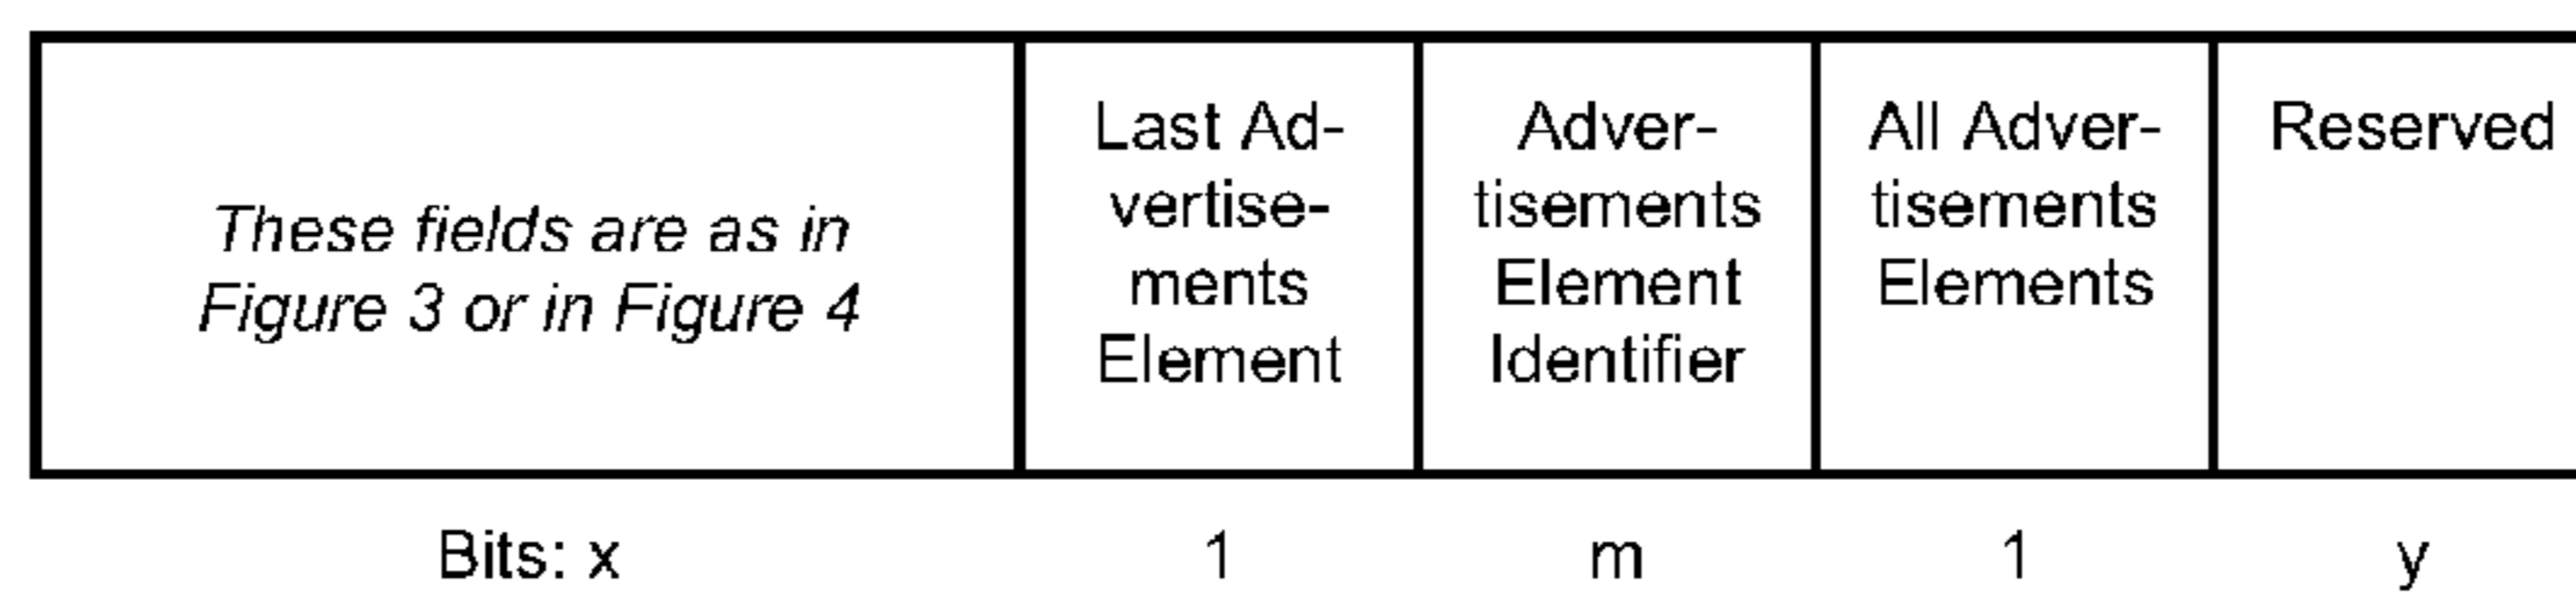 These fields are as in
Figure 3 or in Figure 4
Last Ad-
vertise-
ments
Element
Adver-
tisements
Element
Identifier
All Adver-
tisements
Elements
Reserved
Bits: x
1
m
1
y